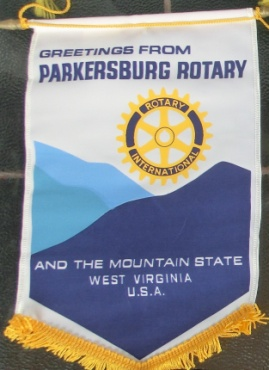 GREETINGS FROM
PARKERSBURG ROTARY
ROTARY
INTERNATIONAL
AND THE MOUNTAIN STATE
WEST VIRGINIA
U.S.A.